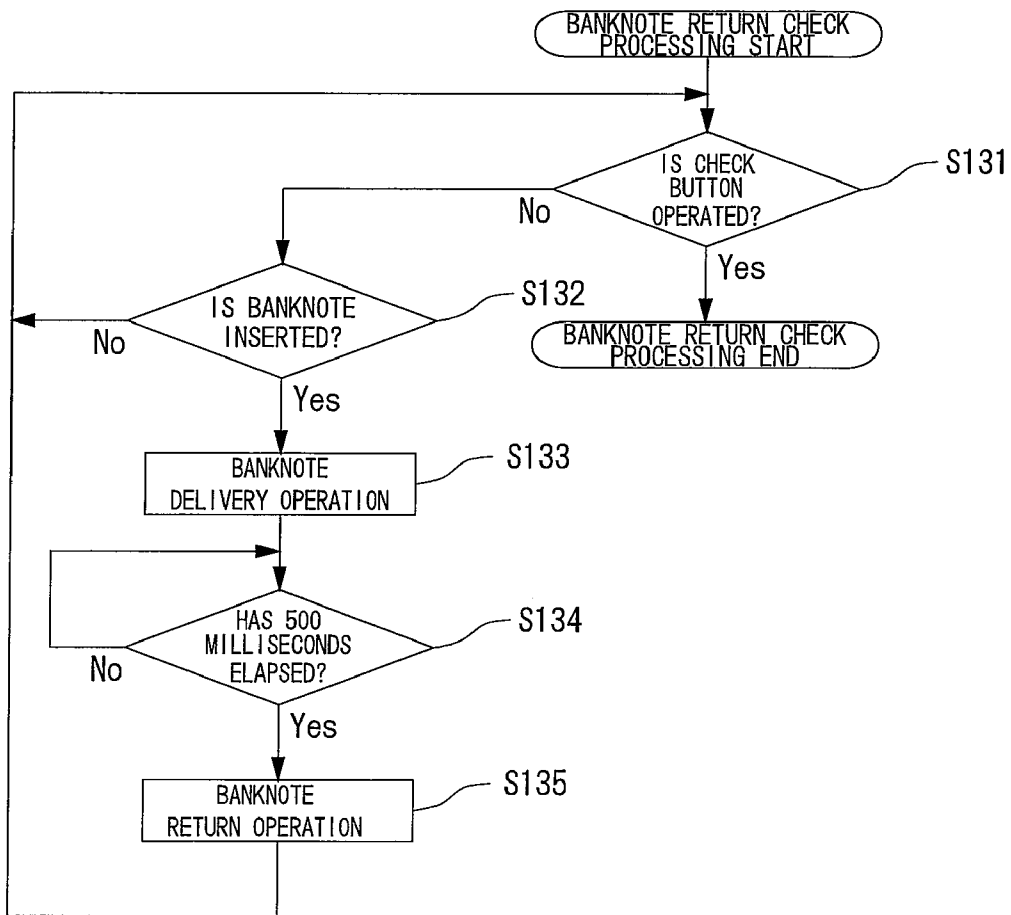 BANKNOTE RETURN CHECK
PROCESSING START
IS CHECK
BUTTON
OPERATED?
S131
No
Yes
IS BANKNOTE
INSERTED?
S132
No
Yes
BANKNOTE RETURN CHECK
PROCESSING END
BANKNOTE
DELIVERY OPERATION
S133
HAS 500
MILLISECONDS
ELAPSED?
S134
No
Yes
BANKNOTE
RETURN OPERATION
S135